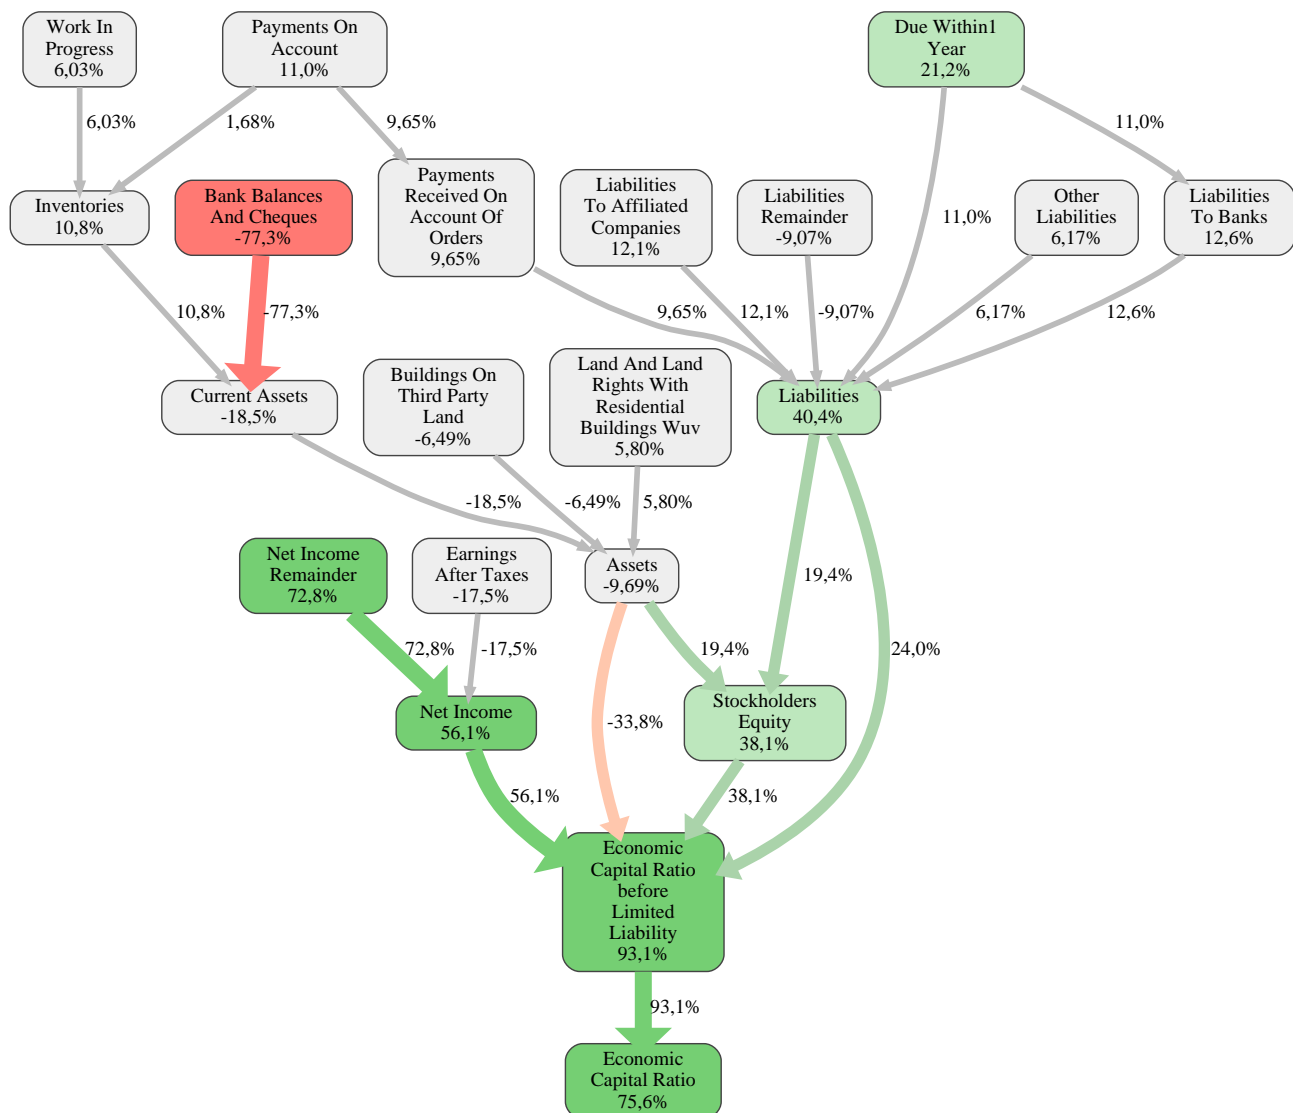 Work In
Progress
6,03%
Payments On
Account
11,0%
Due Within1
Year
21,2%
6,03%
1,68%
9,65%
11,0%
11,0%
Inventories
10,8%
Bank Balances
And Cheques
-77,3%
Payments
Received On
Account Of
Orders
9,65%
Liabilities
To Affiliated
Companies
12,1%
Liabilities
Remainder
-9,07%
Other
Liabilities
6,17%
Liabilities
To Banks
12,6%
10,8%
-77,3%
9,65%
12,1%
-9,07%
6,17%
12,6%
Current Assets
-18,5%
Buildings On
Third Party
Land
-6,49%
Land And Land
Rights With
Residential
Buildings Wuv
5,80%
Liabilities
40,4%
-18,5%
-6,49%
5,80%
19,4%
24,0%
Net Income
Remainder
72,8%
Earnings
After Taxes
-17,5%
Assets
-9,69%
72,8%
-17,5%
19,4%
-33,8%
Net Income
56,1%
Stockholders
Equity
38,1%
56,1%
38,1%
Economic
Capital Ratio
before
Limited
Liability
93,1%
93,1%
Economic
Capital Ratio
75,6%